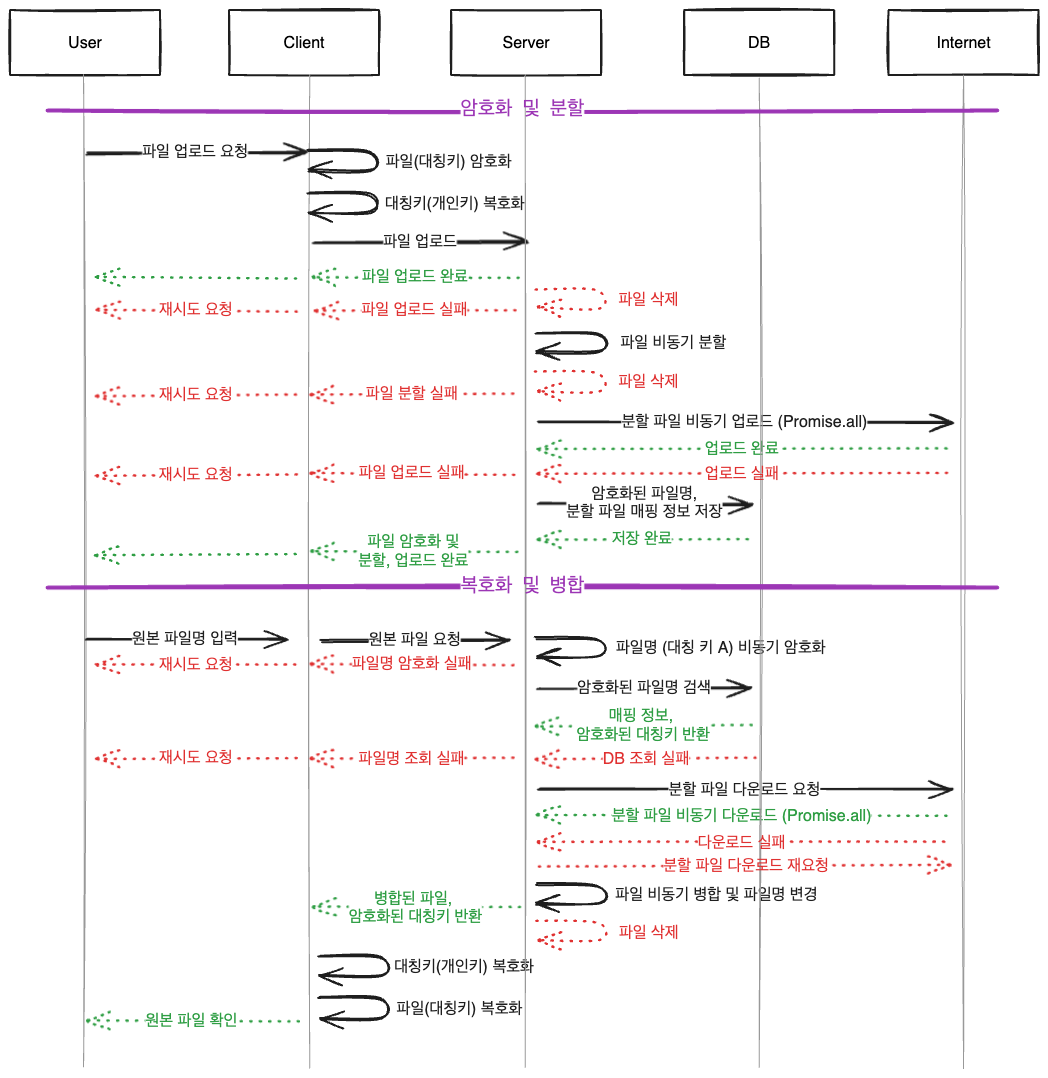 User
Client
Server
DB
Internet
암호화 및 분할
파일 업로드 요청
파일(대칭키) 암호화
대칭키(개인키) 복호화
파일 업로드
파일 업로드 완료
파일 삭제
재시도 요청
파일 업로드 실패
파일 비동기 분할
파일 삭제
재시도 요청
파일 분할 실패
분할 파일 비동기 업로드 (Promise.all)
업로드 완료
재시도 요청
파일 업로드 실패
업로드 실패
암호화된 파일명,
분할 파일 매핑 정보 저장
저장 완료
파일 암호화 및
분할, 업로드 완료
복호화 및 병합
원본 파일명 입력
원본 파일 요청
파일명 (대칭 키 A) 비동기 암호화
재시도 요청
파일명 암호화 실패
암호화된 파일명 검색
매핑 정보,
암호화된 대칭키 반환
재시도 요청
파일명 조회 실패
DB 조회 실패
분할 파일 다운로드 요청
분할 파일 비동기 다운로드 (Promise.all)
다운로드 실패
분할 파일 다운로드 재요청
파일 비동기 병합 및 파일명 변경
병합된 파일,
암호화된 대칭키 반환
파일 삭제
대칭키(개인키) 복호화
파일(대칭키) 복호화
원본 파일 확인